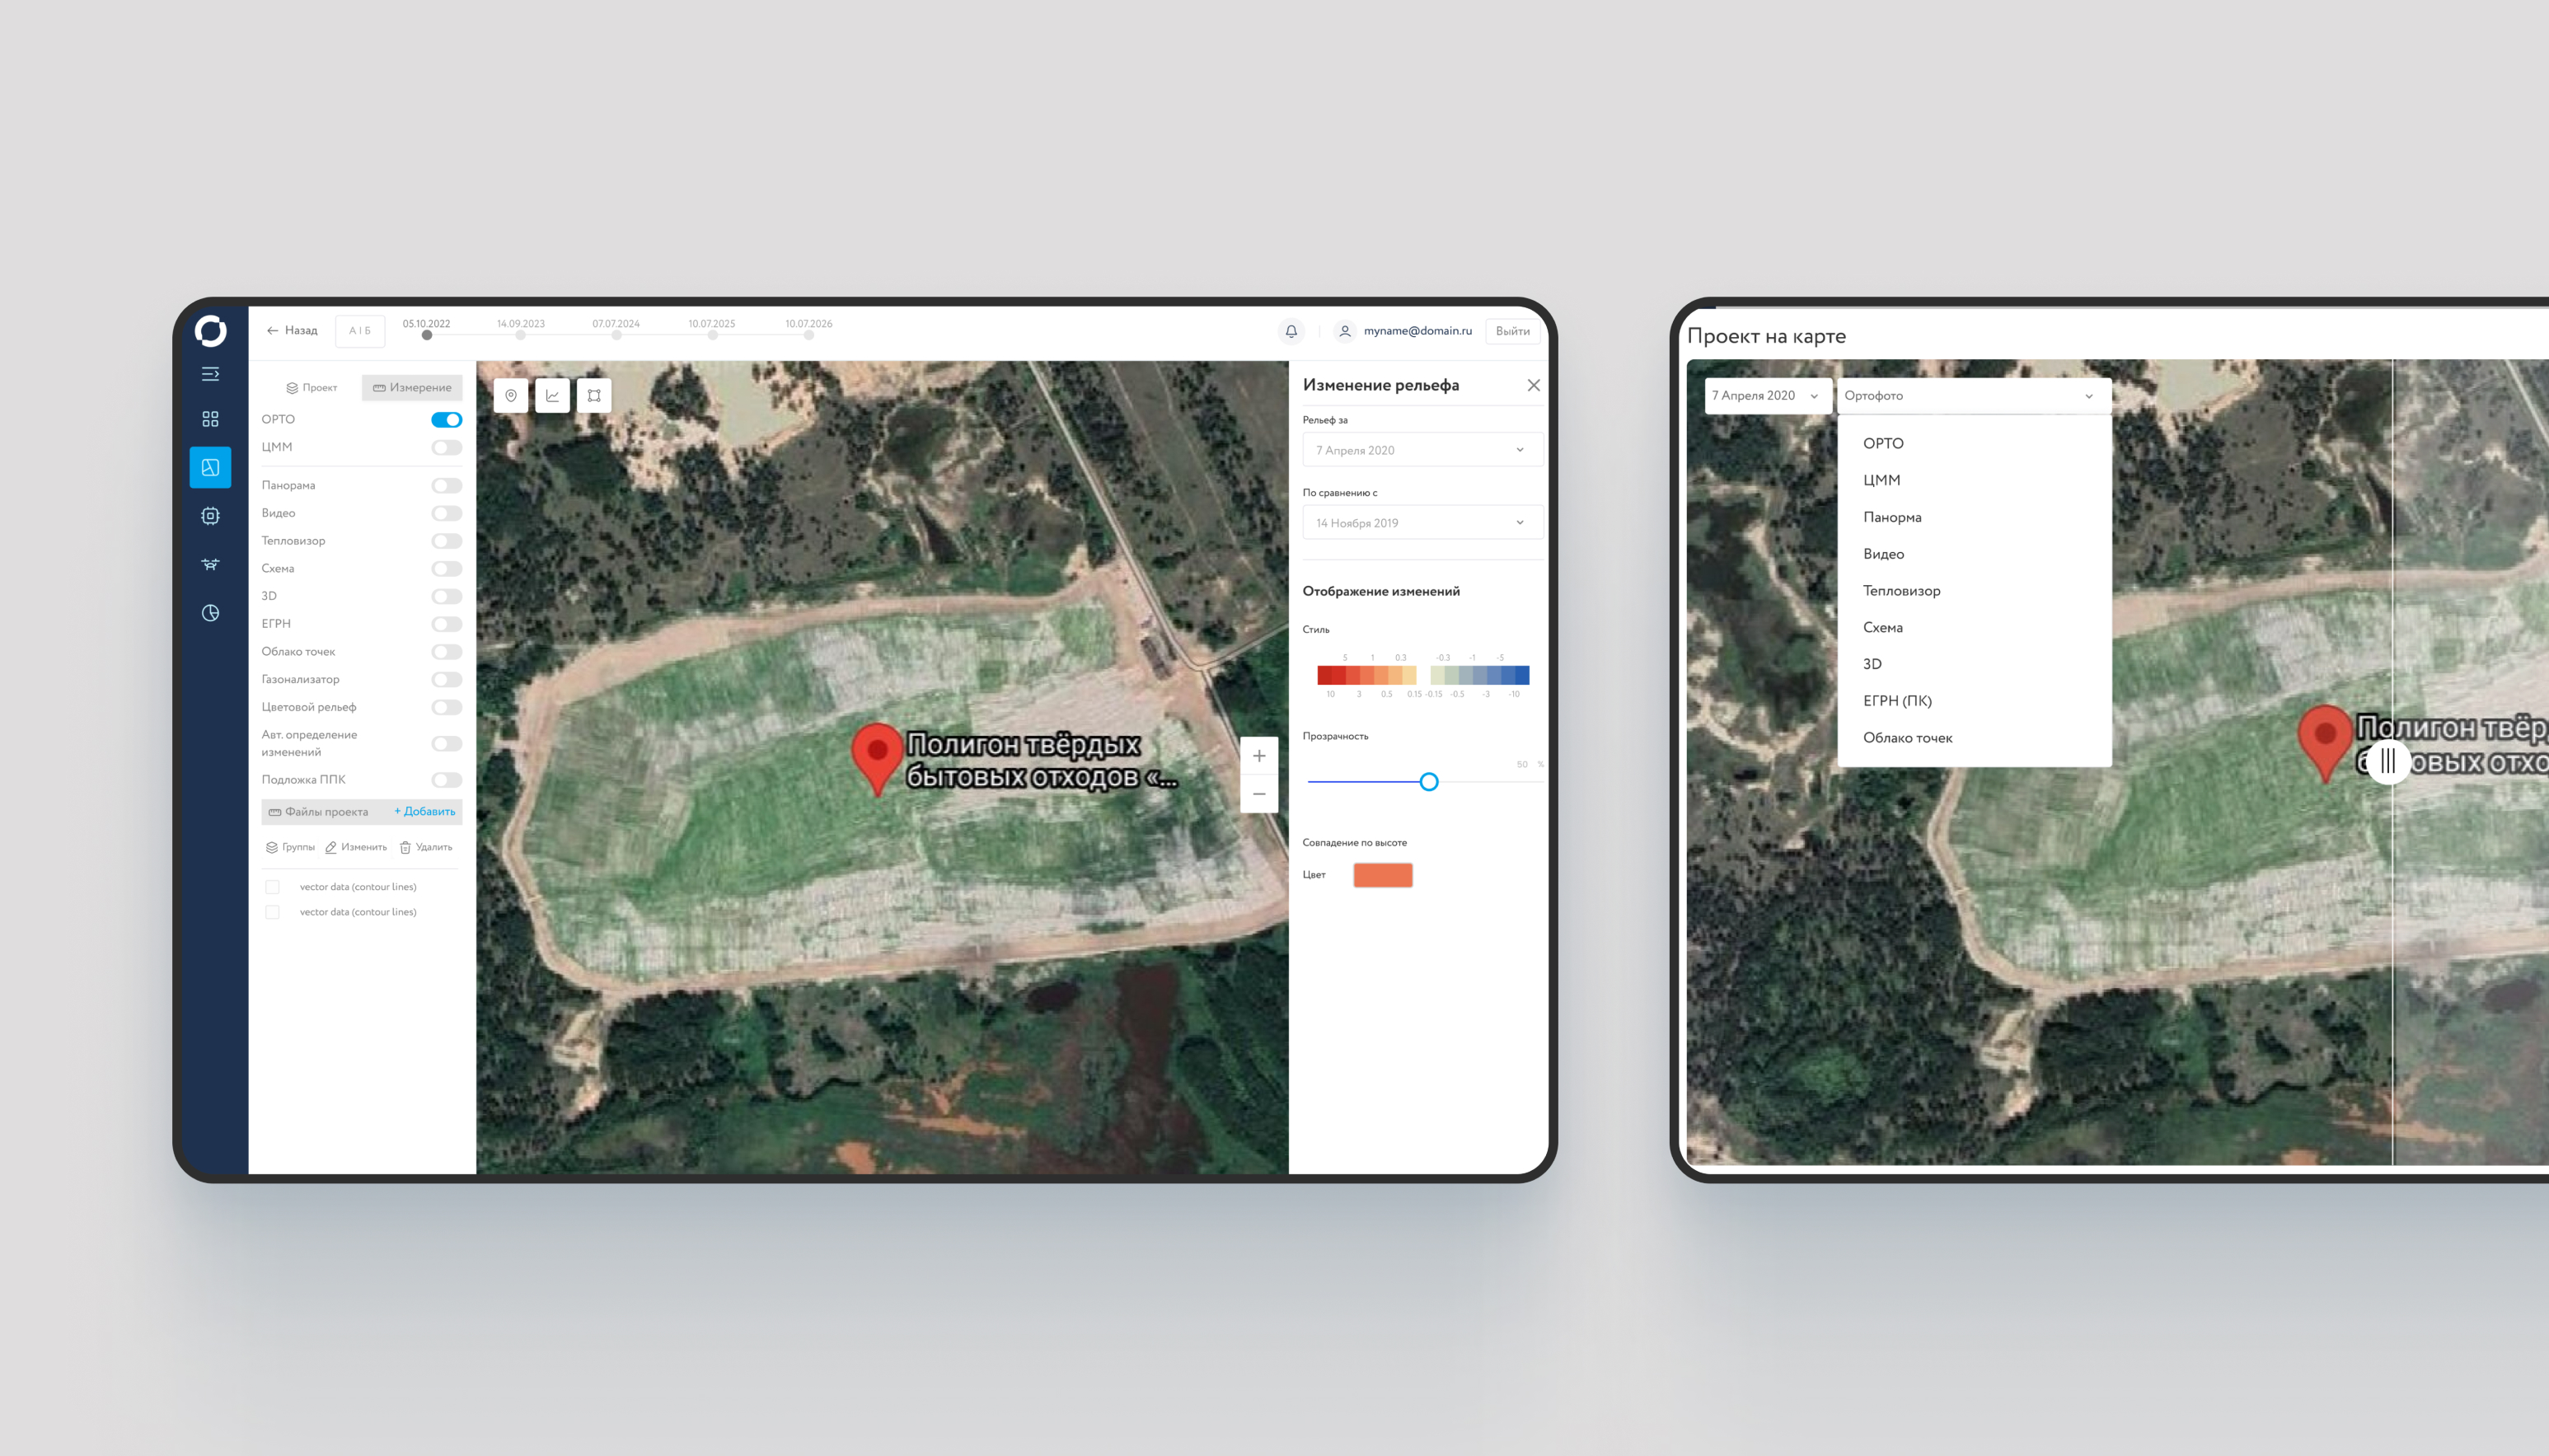 Назад
А | Б
05.10.2022
14.09.2023
07.07.2024
10.07.2025
10.07.2026
myname@domain.ru
Выйти
Проект
Измерение
ОРТО
ЦММ
Панорама
Видео
Тепловизор
Схема
3D
ЕГРН
Облако точек
Газонализатор
Цветовой рельеф
Авт. определение
изменений
Подложка ППК
Файлы проекта
+ Добавить
Группы
Изменить
Удалить
vector data (contour lines)
vector data (contour lines)
Полигон твёрдых
бытовых отходов «...
Изменение рельефа
Рельеф за
7 Апреля 2020
По сравнению с
14 Ноября 2019
Отображение изменений
Стиль
5 1 0.3 -0.3 -1 -5
10 3 0.5 0.15 -0.15 -0.5 -3 -10
Прозрачность
50 %
Совпадение по высоте
Цвет
Проект на карте
7 Апреля 2020
Ортофото
ОРТО
ЦММ
Панорма
Видео
Тепловизор
Схема
3D
ЕГРН (ПК)
Облако точек
Полигон твёр